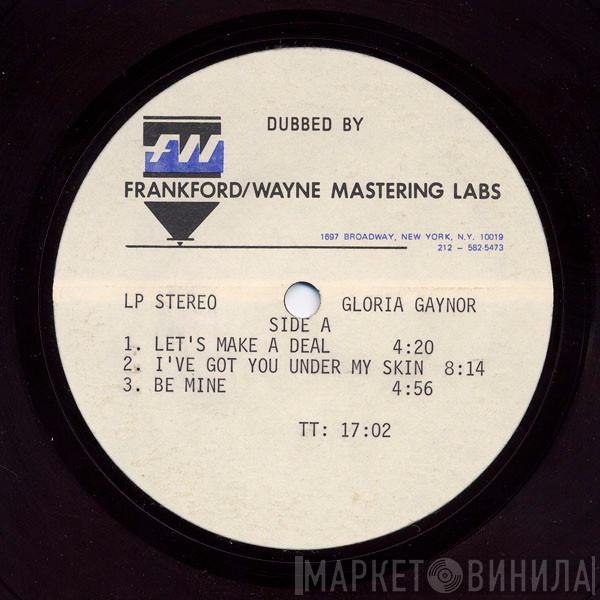 DUBBED BY
FW
FRANKFORD/WAYNE MASTERING LABS
1697 BROADWAY, NEW YORK, N.Y. 10019
212 - 582-5473
LP STEREO GLORIA GAYNOR
SIDE A
1. LET'S MAKE A DEAL 4:20
2. I'VE GOT YOU UNDER MY SKIN 8:14
3. BE MINE 4:56
TT: 17:02
МАРКЕТ ВИНИЛА